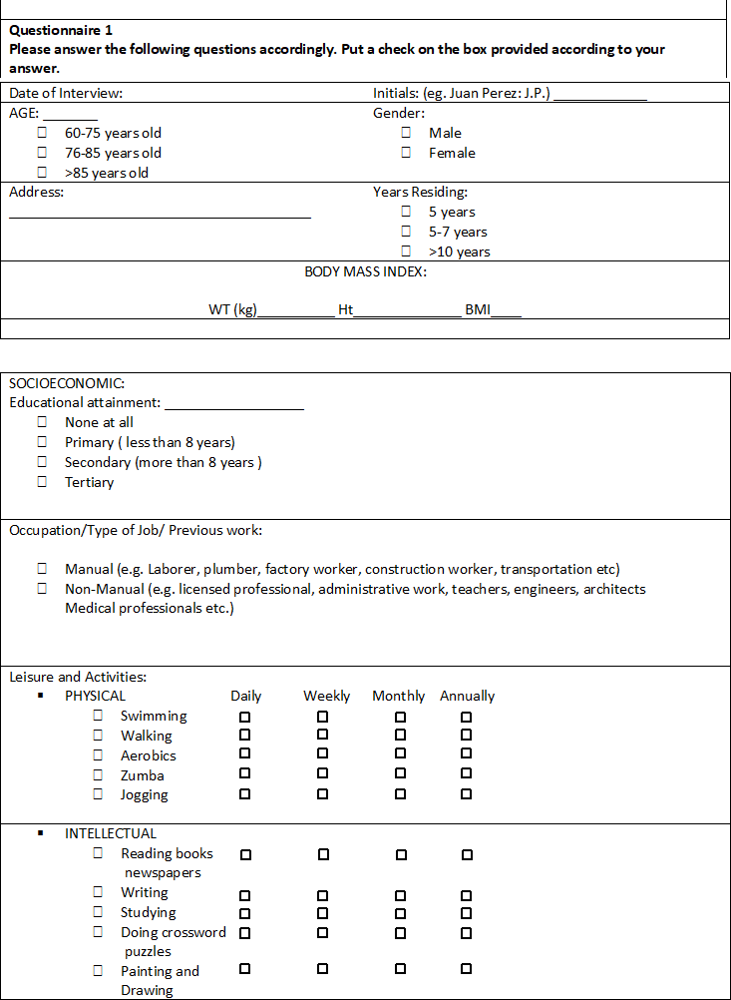 Questionnaire 1
Please answer the following questions accordingly. Put a check on the box provided according to your
answer.
Date of Interview: Initials: (eg. Juan Perez: J.P.) ____________
AGE: _______ Gender:
☐ 60-75 years old ☐ Male
☐ 76-85 years old ☐ Female
☐ >85 years old
Address: Years Residing:
_______________________________________ ☐ 5 years
☐ 5-7 years
☐ >10 years
BODY MASS INDEX:
WT (kg)__________ Ht______________ BMI____
SOCIOECONOMIC:
Educational attainment: __________________
☐ None at all
☐ Primary ( less than 8 years)
☐ Secondary (more than 8 years )
☐ Tertiary
Occupation/Type of Job/ Previous work:
☐ Manual (e.g. Laborer, plumber, factory worker, construction worker, transportation etc)
☐ Non-Manual (e.g. licensed professional, administrative work, teachers, engineers, architects
Medical professionals etc.)
Leisure and Activities:
▪ PHYSICAL Daily Weekly Monthly Annually
☐ Swimming ☐ ☐ ☐ ☐
☐ Walking ☐ ☐ ☐ ☐
☐ Aerobics ☐ ☐ ☐ ☐
☐ Zumba ☐ ☐ ☐ ☐
☐ Jogging ☐ ☐ ☐ ☐
▪ INTELLECTUAL
☐ Reading books ☐ ☐ ☐ ☐
newspapers
☐ Writing ☐ ☐ ☐ ☐
☐ Studying ☐ ☐ ☐ ☐
☐ Doing crossword ☐ ☐ ☐ ☐
puzzles
☐ Painting and ☐ ☐ ☐ ☐
Drawing